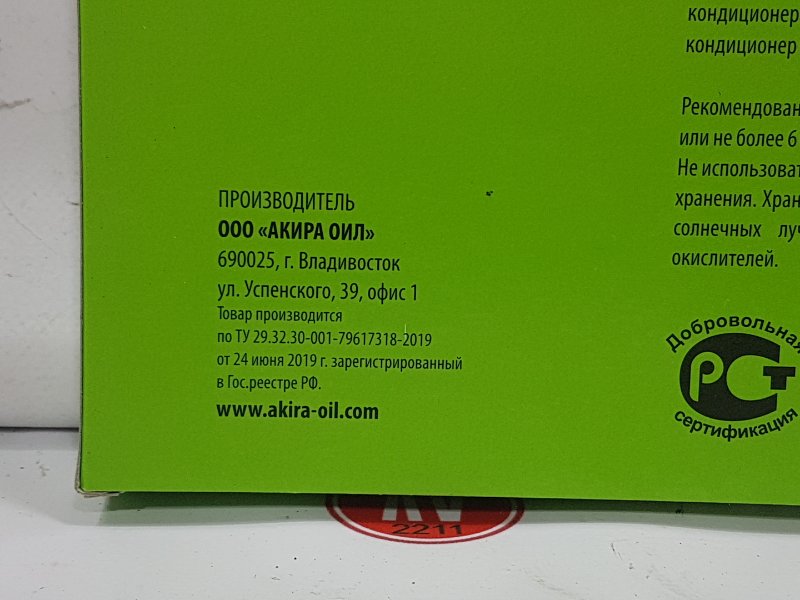 ПРОИЗВОДИТЕЛЬ
ООО «АКИРА ОИЛ»
690025, г. Владивосток
ул. Успенского, 39, офис 1
Товар производится
по ТУ 29.32.30-001-79617318-2019
от 24 июня 2019 г. зарегистрированный
в Гос.реестре РФ.
www.akira-oil.com
кондиционер
кондиционер
Рекомендован
или не более 6
Не использоват
хранения. Хран
солнечных луч
окислителей.
Добровольная
РСТ
сертификация
2211